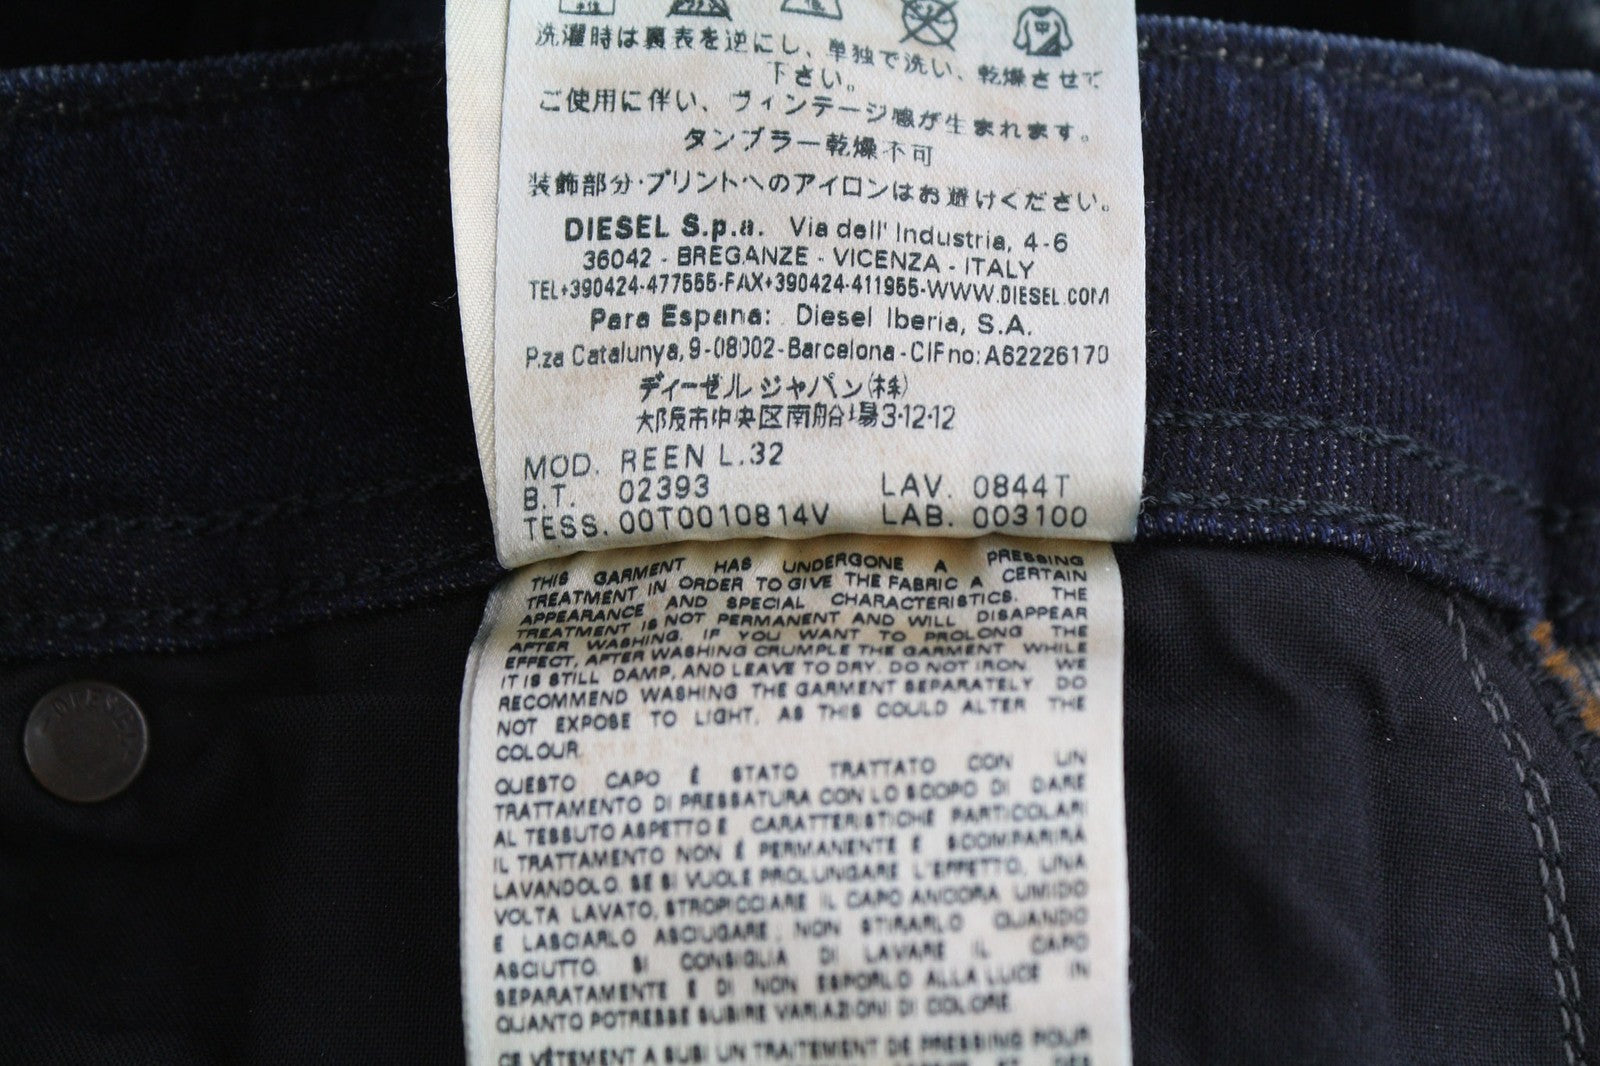 洗濯時は裏表を逆にし、単独で洗い、乾燥させて
下さい。
ご使用に伴い、ヴィンテージ感が生まれます。
タンブラー乾燥不可
装飾部分・プリントへのアイロンはお避けください。
DIESEL S.p.a. Via dell' Industria, 4-6
36042 - BREGANZE - VICENZA - ITALY
TEL+390424-477555-FAX+390424-411955-WWW.DIESEL.COM
Para Espana: Diesel Iberia, S.A.
P.za Catalunya, 9-08002-Barcelona-CIF no: A62226170
ディーゼルジャパン(株)
大阪市中央区南船場3-12-12
MOD. REEN L.32
B.T. 02393 LAV. 0844T
TESS. 00T0010814V LAB. 003100
THIS GARMENT HAS UNDERGONE A PRESSING
TREATMENT IN ORDER TO GIVE THE FABRIC A CERTAIN
APPEARANCE AND SPECIAL CHARACTERISTICS. THE
TREATMENT IS NOT PERMANENT AND WILL DISAPPEAR
AFTER WASHING. IF YOU WANT TO PROLONG THE
EFFECT, AFTER WASHING CRUMPLE THE GARMENT WHILE
IT IS STILL DAMP, AND LEAVE TO DRY. DO NOT IRON. WE
RECOMMEND WASHING THE GARMENT SEPARATELY DO
NOT EXPOSE TO LIGHT, AS THIS COULD ALTER THE
COLOUR.
QUESTO CAPO É STATO TRATTATO CON UN
TRATTAMENTO DI PRESSATURA CON LO SCOPO DI DARE
AL TESSUTO ASPETTO E CARATTERISTICHE PARTICOLARI
IL TRATTAMENTO NON É PERMANENTE E SCOMPARIRÁ
LAVANDOLO. SE SI VUOLE PROLUNGARE L'EFFETTO, UNA
VOLTA LAVATO, STROPICCIARE IL CAPO ANCORA UMIDO
E LASCIARLO ASCIUGARE. NON STIRARLO QUANDO
ASCIUTTO. SI CONSIGLIA DI LAVARE IL CAPO
SEPARATAMENTE E DI NON ESPORLO ALLA LUCE IN
QUANTO POTREBBE SUBIRE VARIAZIONI DI COLORE.
CE VÊTEMENT A SUBI UN TRAITEMENT DE PRESSING POUR